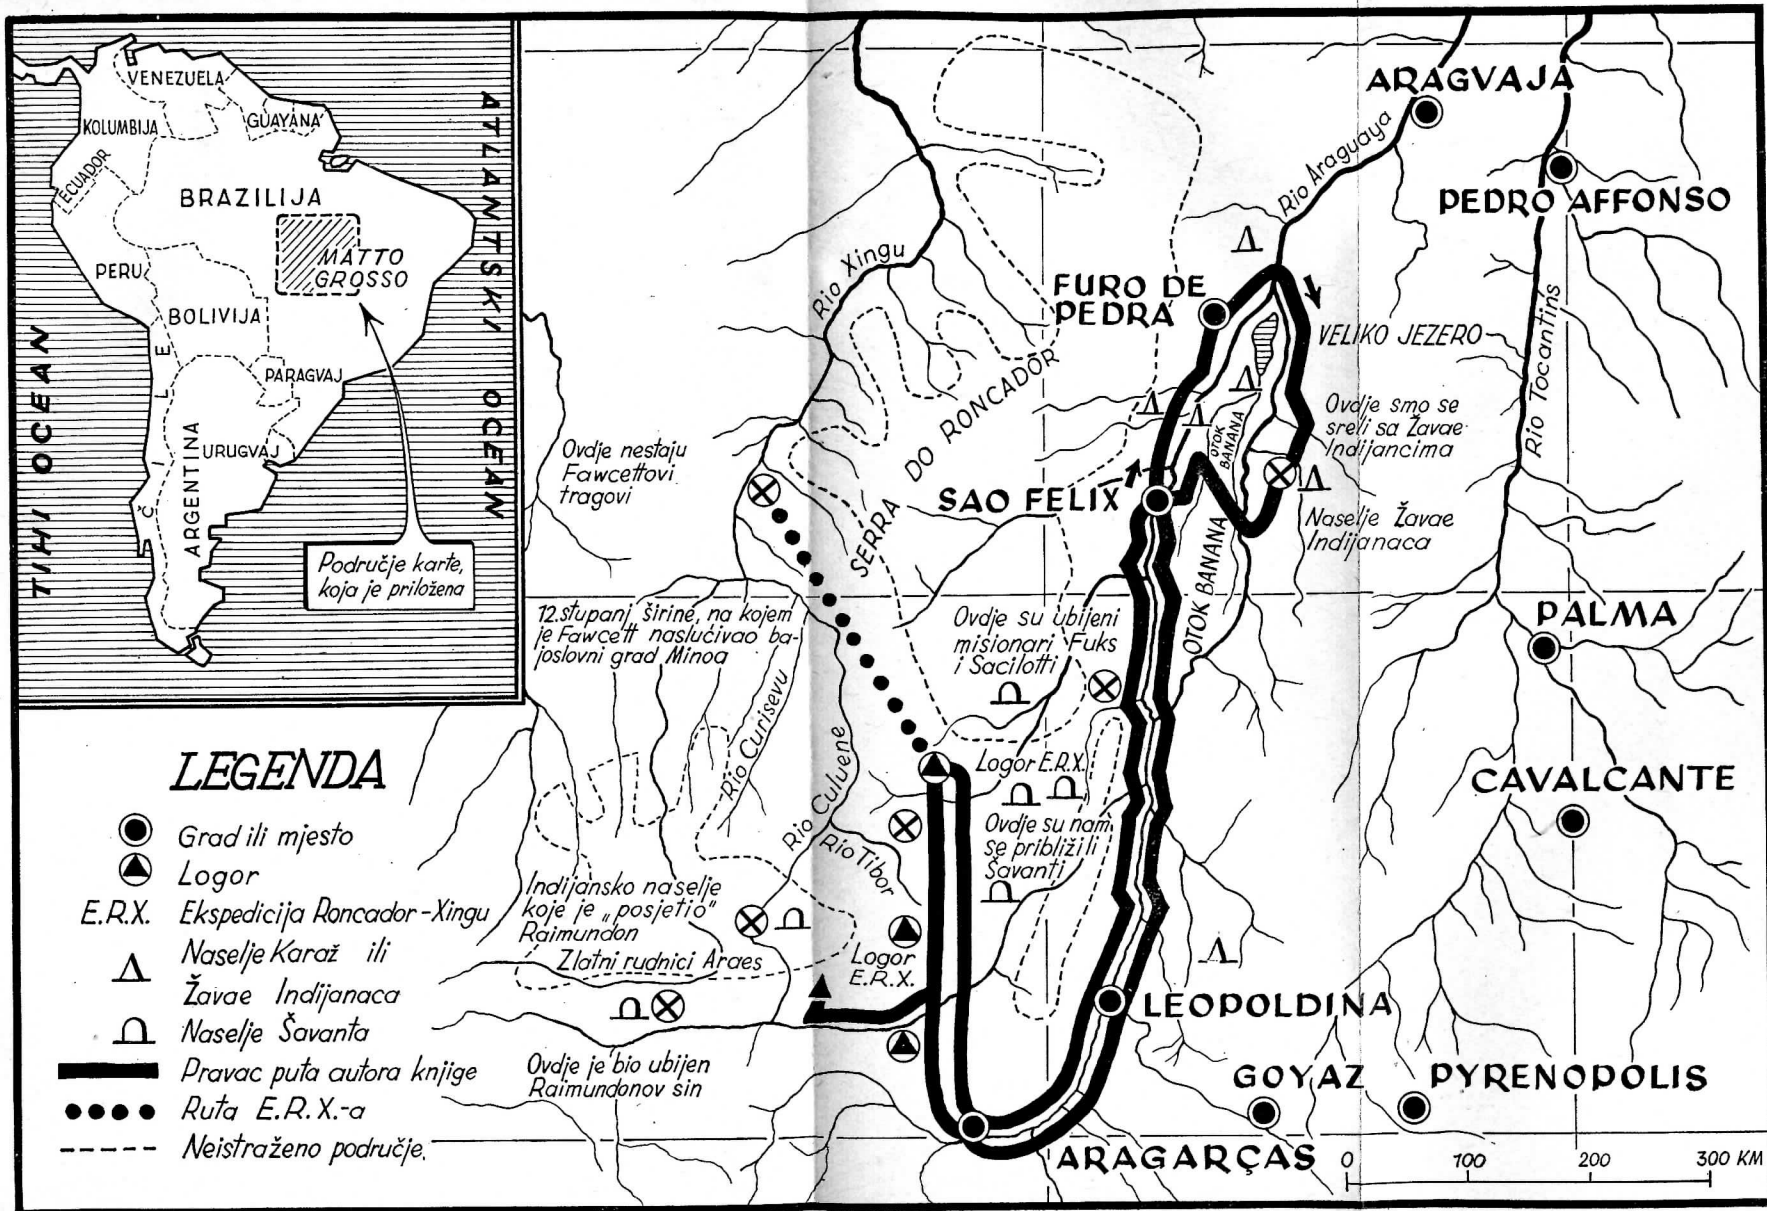 TIHI OCEAN
ATLANTSKI OCEAN
VENEZUELA
GUAYANA
KOLUMBIJA
ECUADOR
BRAZILIJA
PERU
MATTO
GROSSO
BOLIVIJA
PARAGVAJ
ČILE
ARGENTINA
URUGVAJ
Područje karte,
koja je priložena
ARAGVAJA
Rio Araguaya
PEDRO AFFONSO
Rio Xingu
FURO DE
PEDRA
VELIKO JEZERO
Rio Tocantins
SERRA DO RONCADOR
Ovdje nestaju
Fawcettovi
tragovi
OTOK
BANANA
Ovdje smo se
sreli sa Žavae
Indijancima
SAO FELIX
Naselje Žavae
Indijanaca
12. stupanj širine, na kojem
je Fawcett naslućivao ba-
joslovni grad Minoa
Ovdje su ubijeni
misionari Fuks
i Sacilotti
OTOK BANANA
PALMA
Rio Curisevu
Rio Culuene
Logor E.R.X.
CAVALCANTE
Rio Tibor
Ovdje su nam
se približili
Šavanti
Indijansko naselje
koje je „posjetio"
Raimundon
Zlatni rudnici Araes
Logor
E.R.X.
LEOPOLDINA
Ovdje je bio ubijen
Raimundonov sin
GOYAZ
PYRENOPOLIS
ARAGARÇAS
0 100 200 300 KM
LEGENDA
Grad ili mjesto
Logor
E.R.X. Ekspedicija Roncador-Xingu
Naselje Karaž ili
Žavae Indijanaca
Naselje Šavanta
Pravac puta autora knjige
Ruta E.R.X.-a
Neistraženo područje.